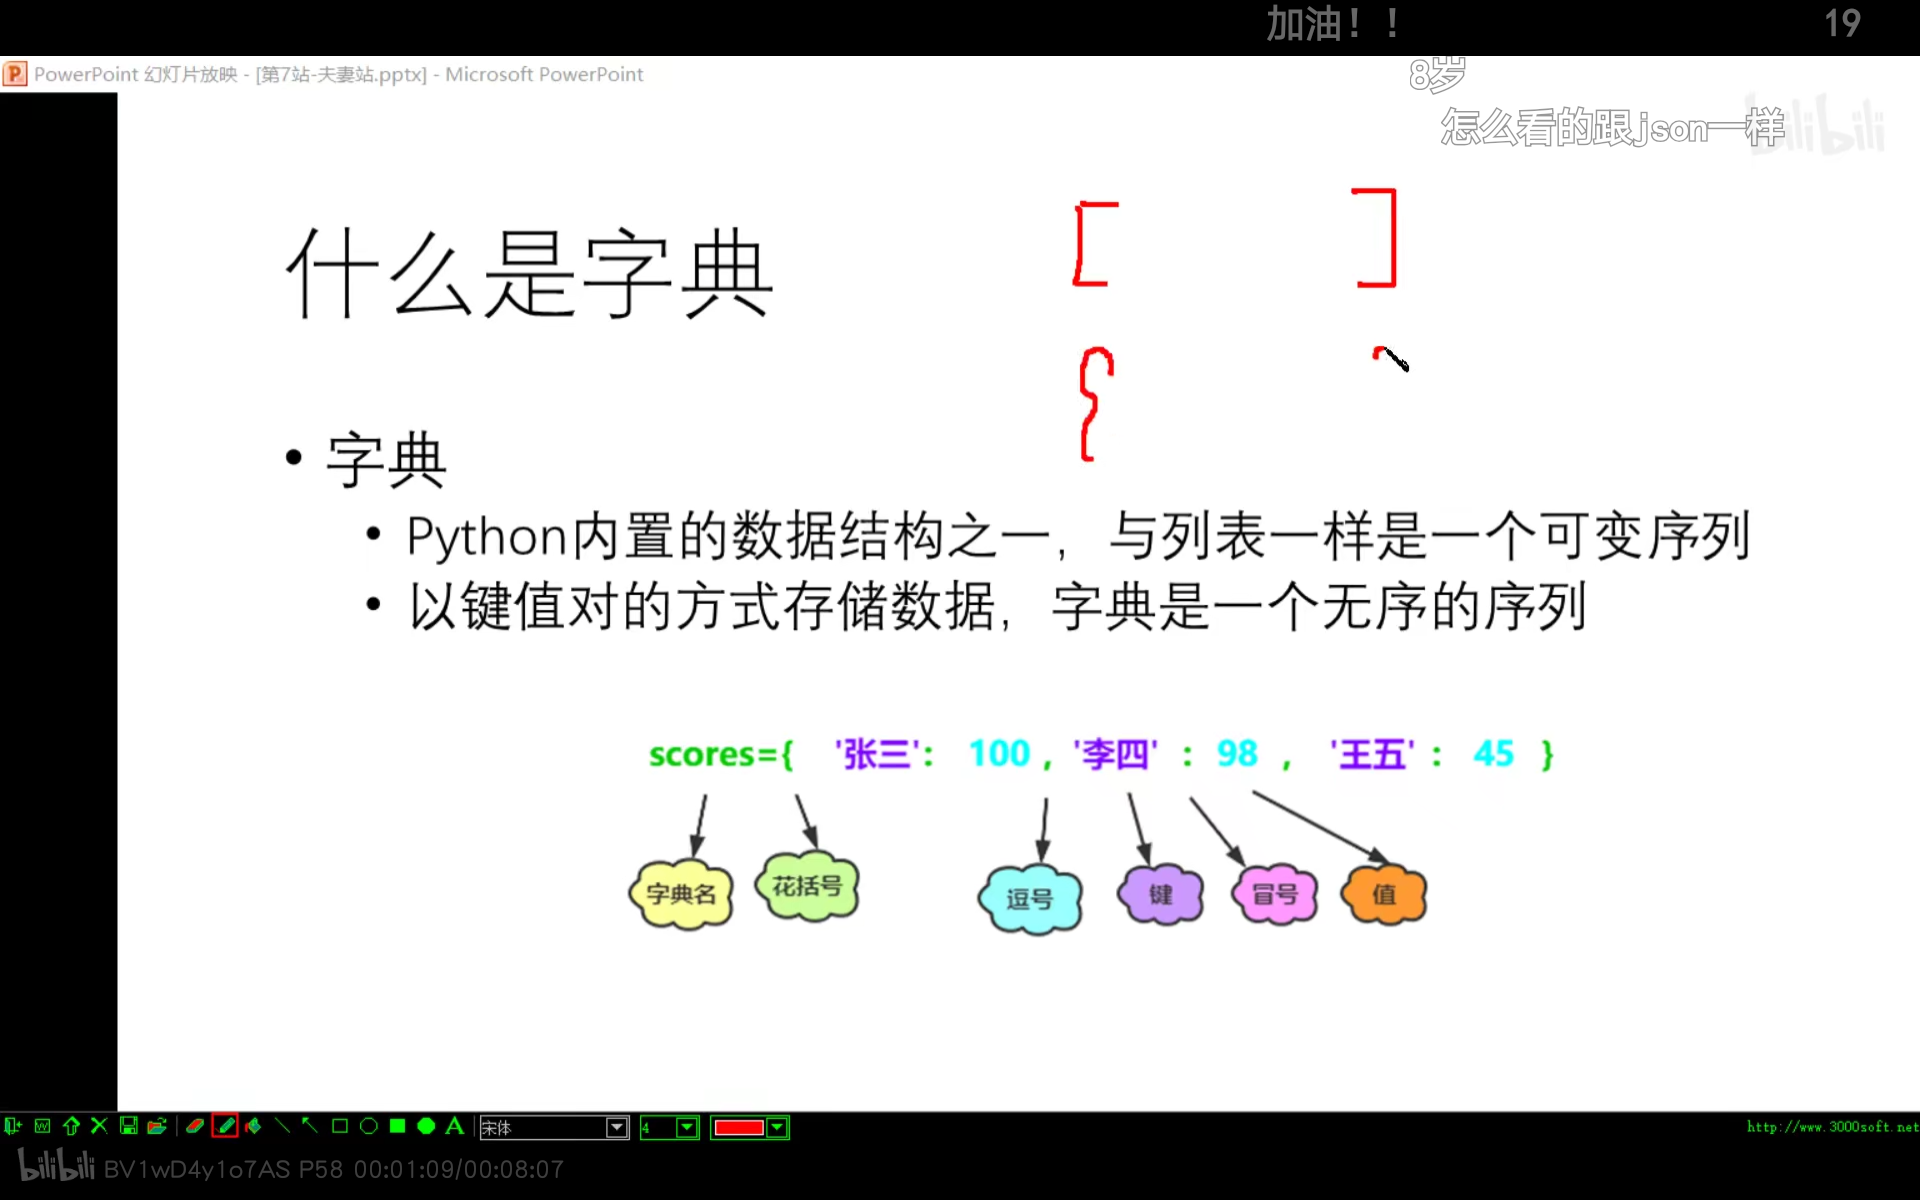 加油！！
19
PowerPoint 幻灯片放映 - [第7站-夫妻站.pptx] - Microsoft PowerPoint
8岁
怎么看的跟json一样
bilibili
[ ]
{
什么是字典
• 字典
• Python内置的数据结构之一，与列表一样是一个可变序列
• 以键值对的方式存储数据，字典是一个无序的序列
scores={ '张三': 100 , '李四' : 98 , '王五' : 45 }
字典名 花括号 逗号 键 冒号 值
宋体 4
http://www.3000soft.net
bilibili BV1wD4y1o7AS P58 00:01:09/00:08:07